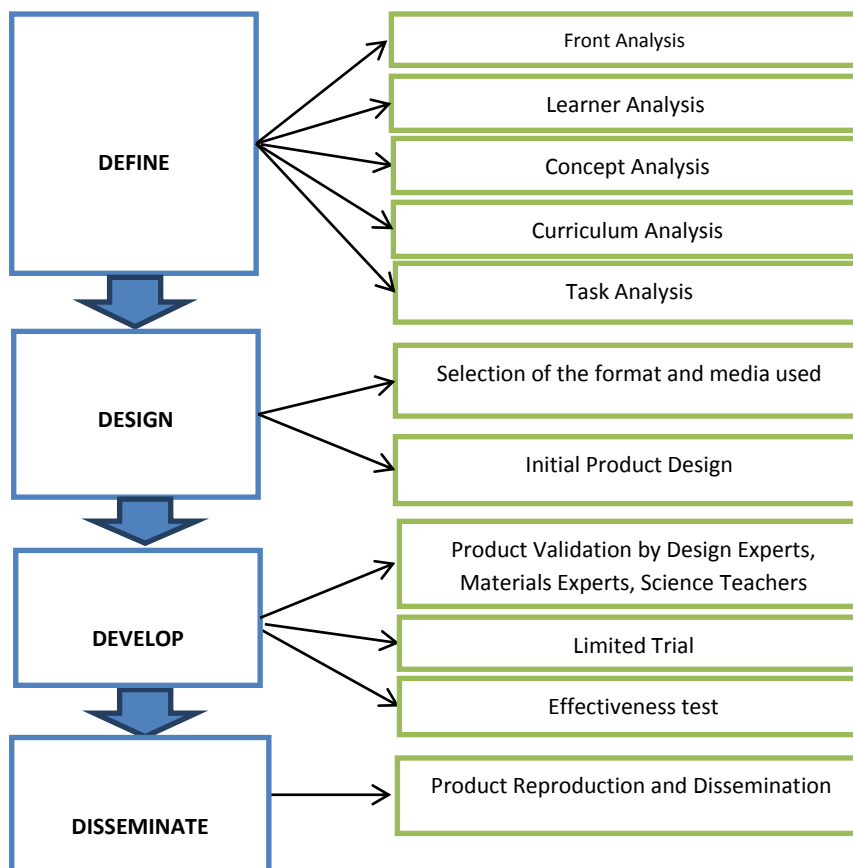 DEFINE
Front Analysis
Learner Analysis
Concept Analysis
Curriculum Analysis
Task Analysis
DESIGN
Selection of the format and media used
Initial Product Design
DEVELOP
Product Validation by Design Experts,
Materials Experts, Science Teachers
Limited Trial
Effectiveness test
DISSEMINATE
Product Reproduction and Dissemination